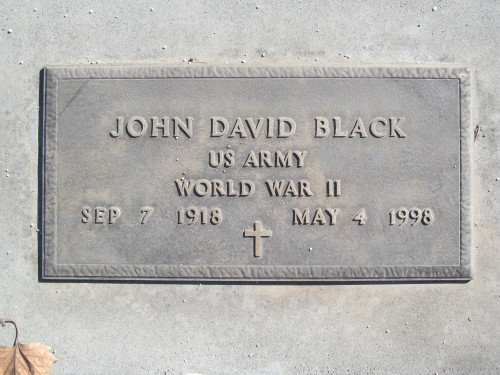 JOHN DAVID BLACK
US ARMY
WORLD WAR II
SEP 7 1918 MAY 4 1998